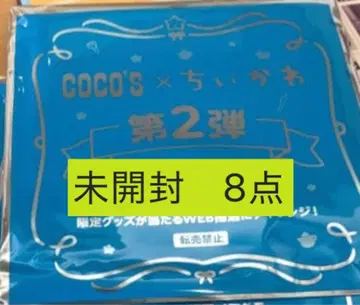 COCO'S×ちいかわ
第2弾
未開封 8点
限定グッズが当たるWEB抽選にチャレンジ!
転売禁止